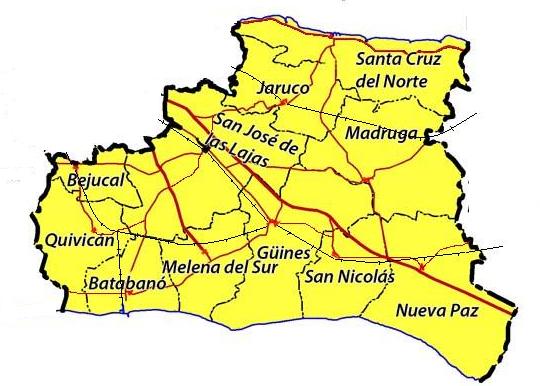 Santa Cruz
del Norte
Jaruco
Madruga
San José de
las Lajas
Bejucal
Quivicán
Batabanó
Melena del Sur
Güines
San Nicolás
Nueva Paz